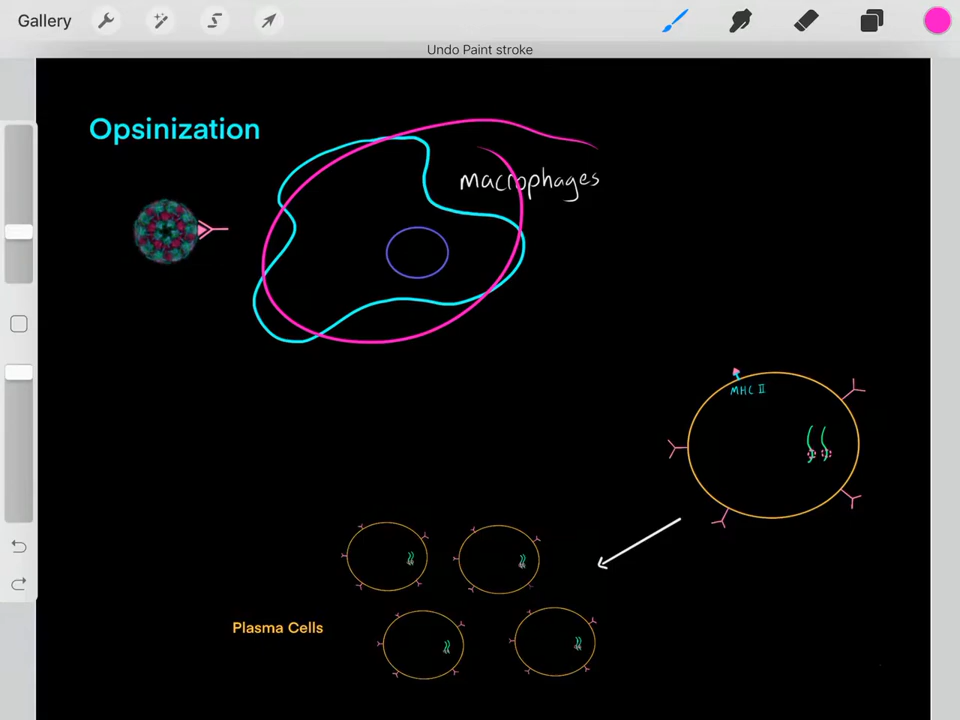 Gallery
Undo Paint stroke
Opsinization
macrophages
MHC II
Plasma Cells